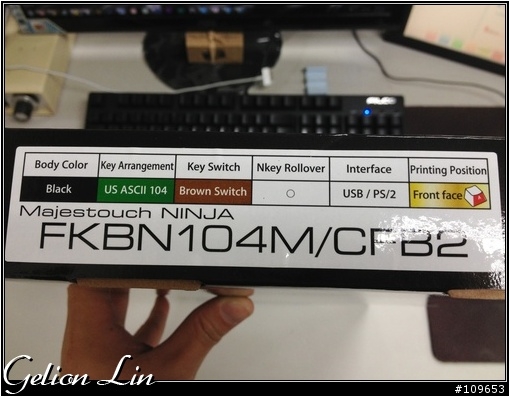 Body Color Key Arrangement Key Switch Nkey Rollover Interface Printing Position
Black US ASCII 104 Brown Switch ○ USB / PS/2 Front face
Majestouch NINJA
FKBN104M/CFB2
Gelion Lin
#109653